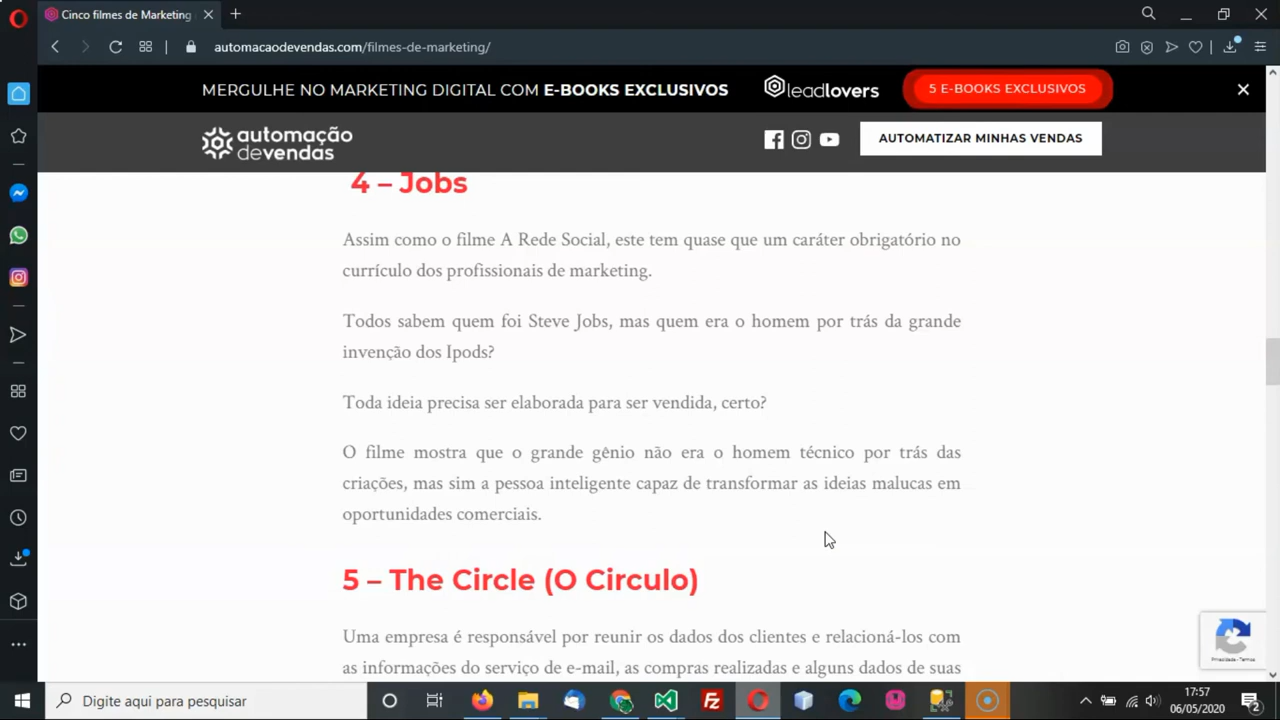 Cinco filmes de Marketing
automacaodevendas.com/filmes-de-marketing/
MERGULHE NO MARKETING DIGITAL COM E-BOOKS EXCLUSIVOS
leadlovers
5 E-BOOKS EXCLUSIVOS
automação
devendas
AUTOMATIZAR MINHAS VENDAS
4 – Jobs
Assim como o filme A Rede Social, este tem quase que um caráter obrigatório no
currículo dos profissionais de marketing.
Todos sabem quem foi Steve Jobs, mas quem era o homem por trás da grande
invenção dos Ipods?
Toda ideia precisa ser elaborada para ser vendida, certo?
O filme mostra que o grande gênio não era o homem técnico por trás das
criações, mas sim a pessoa inteligente capaz de transformar as ideias malucas em
oportunidades comerciais.
5 – The Circle (O Circulo)
Uma empresa é responsável por reunir os dados dos clientes e relacioná-los com
as informações do serviço de e-mail, as compras realizadas e alguns dados de suas
Privacidade - Termos
Digite aqui para pesquisar
17:57
06/05/2020
2